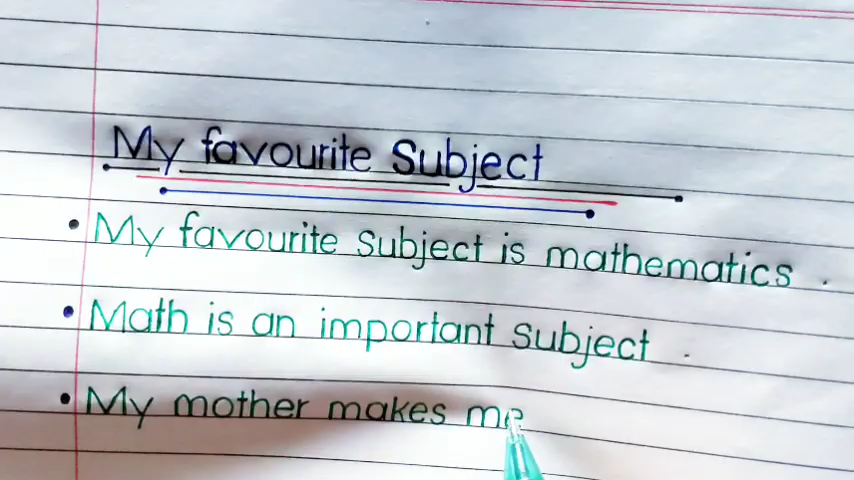 My favourite Subject
• My favourite Subject is mathematics .
• Math is an important Subject .
• My mother makes me